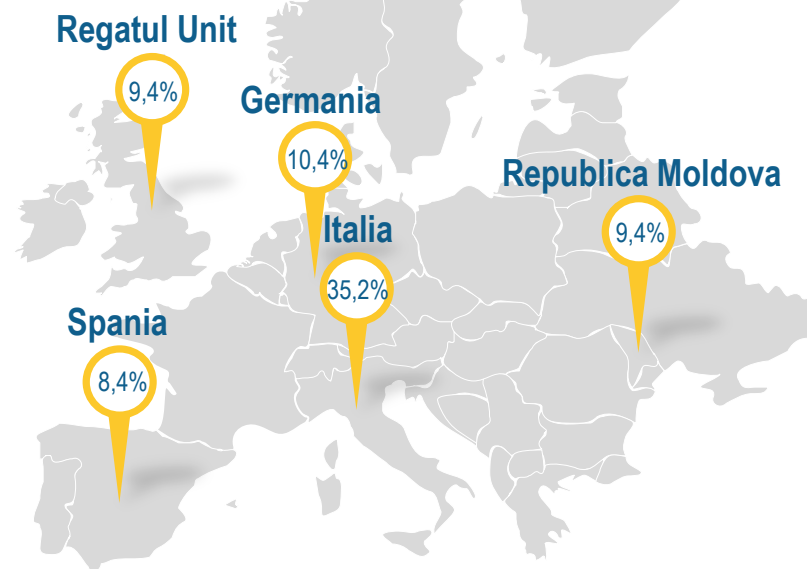 Regatul Unit
9,4%
Germania
10,4%
Republica Moldova
9,4%
Italia
35,2%
Spania
8,4%